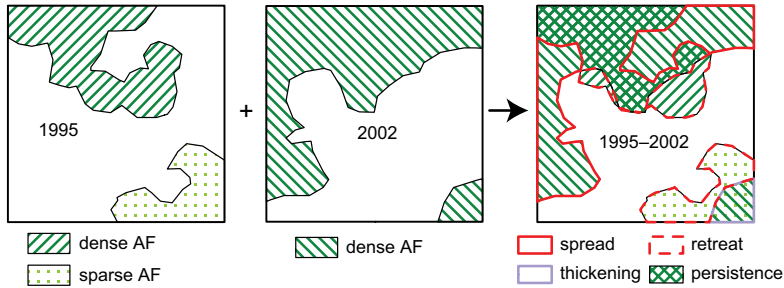 1995
+
2002
1995–2002
dense AF
sparse AF
dense AF
spread
retreat
thickening
persistence